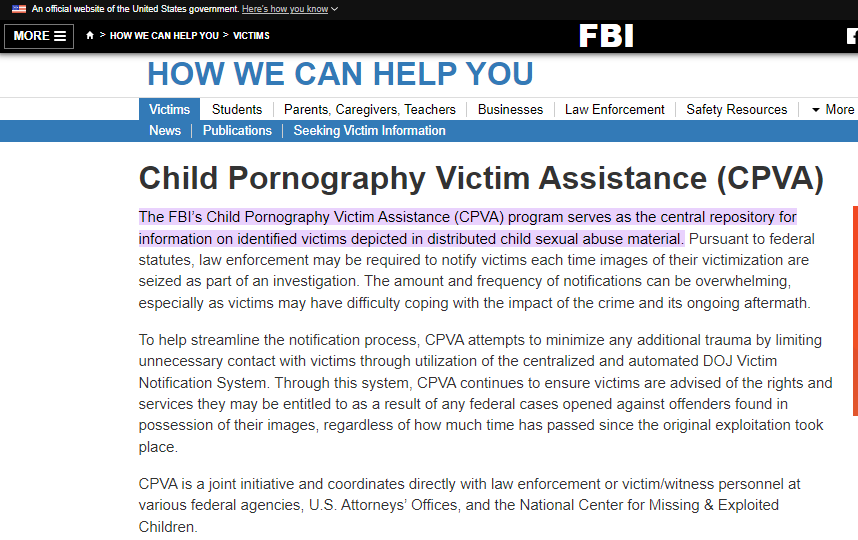 An official website of the United States government. Here's how you know
MORE
> HOW WE CAN HELP YOU > VICTIMS
FBI
HOW WE CAN HELP YOU
Victims
Students
Parents, Caregivers, Teachers
Businesses
Law Enforcement
Safety Resources
More
News
Publications
Seeking Victim Information
Child Pornography Victim Assistance (CPVA)
The FBI’s Child Pornography Victim Assistance (CPVA) program serves as the central repository for
information on identified victims depicted in distributed child sexual abuse material. Pursuant to federal
statutes, law enforcement may be required to notify victims each time images of their victimization are
seized as part of an investigation. The amount and frequency of notifications can be overwhelming,
especially as victims may have difficulty coping with the impact of the crime and its ongoing aftermath.
To help streamline the notification process, CPVA attempts to minimize any additional trauma by limiting
unnecessary contact with victims through utilization of the centralized and automated DOJ Victim
Notification System. Through this system, CPVA continues to ensure victims are advised of the rights and
services they may be entitled to as a result of any federal cases opened against offenders found in
possession of their images, regardless of how much time has passed since the original exploitation took
place.
CPVA is a joint initiative and coordinates directly with law enforcement or victim/witness personnel at
various federal agencies, U.S. Attorneys’ Offices, and the National Center for Missing & Exploited
Children.